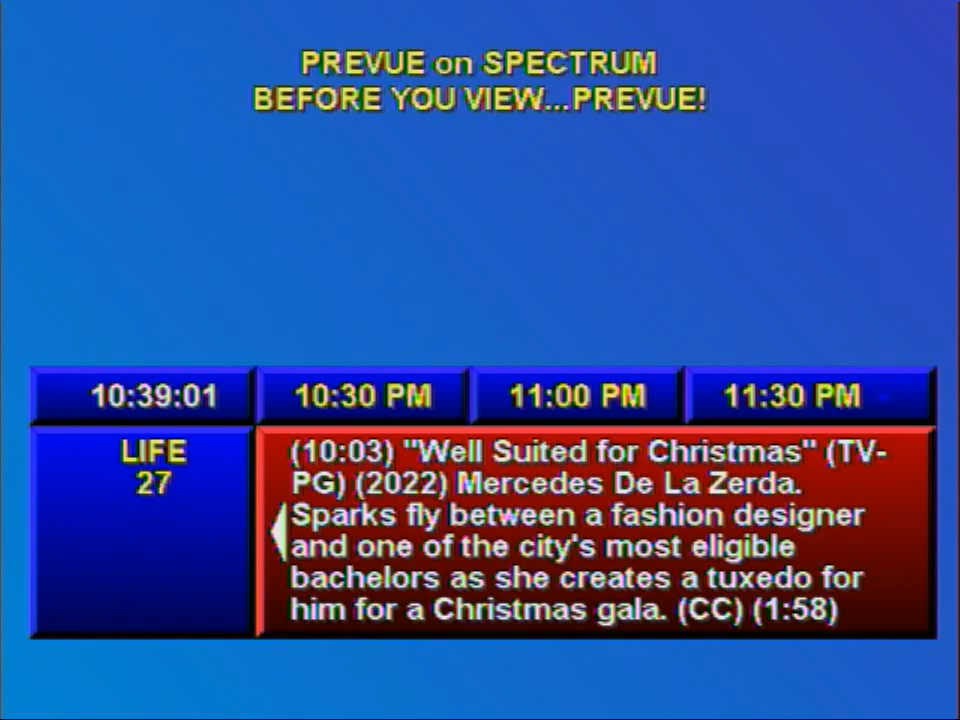 PREVUE on SPECTRUM
BEFORE YOU VIEW...PREVUE!
10:39:01 10:30 PM 11:00 PM 11:30 PM
LIFE
27
(10:03) "Well Suited for Christmas" (TV-
PG) (2022) Mercedes De La Zerda.
Sparks fly between a fashion designer
and one of the city's most eligible
bachelors as she creates a tuxedo for
him for a Christmas gala. (CC) (1:58)